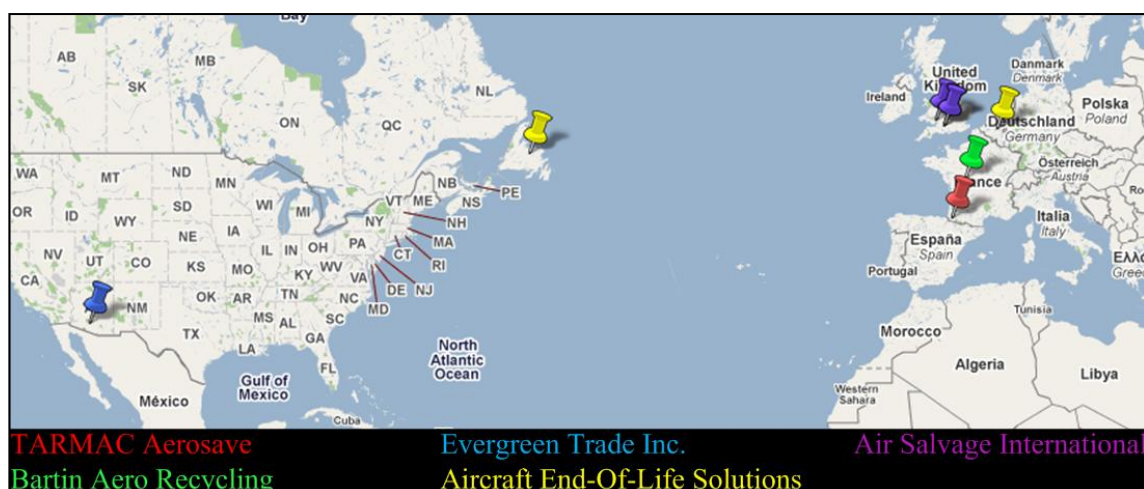 Bay
AB
SK
MB
ON
QC
NL
NB
PE
NS
WA
MT
ND
MN
OR
ID
WY
SD
WI
MI
VT
ME
NY
NH
MA
CT
RI
NV
UT
CO
NE
IA
IL
IN
OH
PA
CA
KS
MO
KY
WV
VA
DE
NJ
MD
NM
OK
AR
TN
NC
TX
MS
AL
SC
LA
GA
FL
Gulf of
Mexico
México
Cuba
North
Atlantic
Ocean
United
Kingdom
Ireland
Danmark
Denmark
Deutschland
Germany
Polska
Poland
Österreich
Austria
France
Italia
Italy
España
Spain
Portugal
Ελλ
Gree
Ro
Morocco
Tunisia
Algeria
Libya
Western
Sahara
TARMAC Aerosave
Evergreen Trade Inc.
Air Salvage International
Bartin Aero Recycling
Aircraft End-Of-Life Solutions